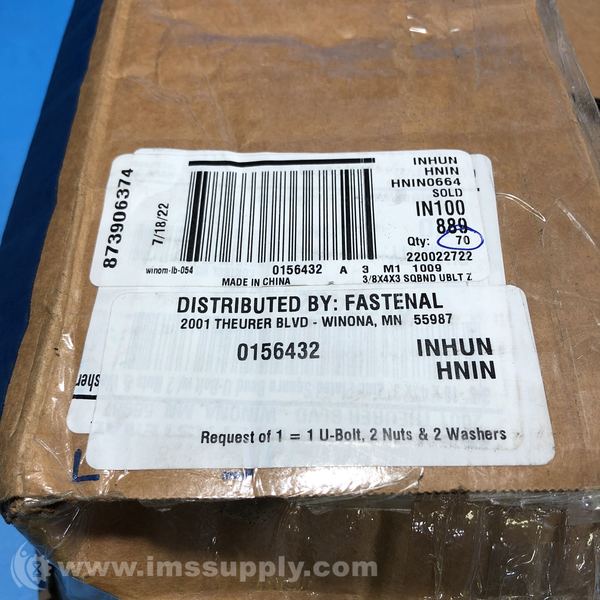 873906374
7/18/22
INHUN
HNIN
HNIN0664
SOLD
IN100
889
Qty: 70
220022722
winom-lb-054 0156432 A 3 M1 1009
MADE IN CHINA 3/8X4X3 SQBND UBLT Z
DISTRIBUTED BY: FASTENAL
2001 THEURER BLVD - WINONA, MN 55987
0156432 INHUN
HNIN
Request of 1 = 1 U-Bolt, 2 Nuts & 2 Washers
L
www.imssupply.com